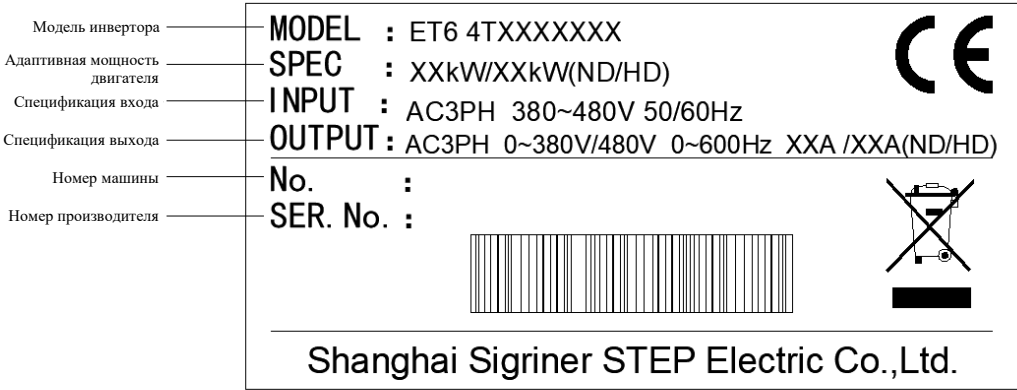 Модель инвертора MODEL : ET6 4TXXXXXXX
Адаптивная мощность двигателя SPEC : XXkW/XXkW(ND/HD)
Спецификация входа INPUT : AC3PH 380~480V 50/60Hz
Спецификация выхода OUTPUT : AC3PH 0~380V/480V 0~600Hz XXA /XXA(ND/HD)
Номер машины No. :
Номер производителя SER. No. :
CE
Shanghai Sigriner STEP Electric Co.,Ltd.